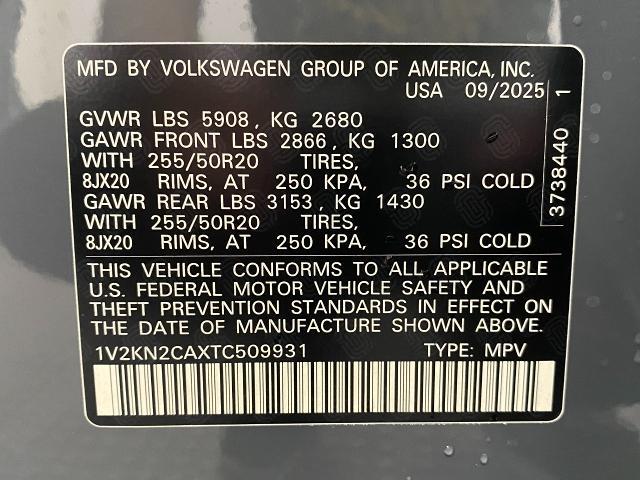 MFD BY VOLKSWAGEN GROUP OF AMERICA, INC.
USA 09/2025
GVWR LBS 5908, KG 2680
GAWR FRONT LBS 2866, KG 1300
WITH 255/50R20 TIRES,
8JX20 RIMS, AT 250 KPA, 36 PSI COLD
GAWR REAR LBS 3153, KG 1430
WITH 255/50R20 TIRES,
8JX20 RIMS, AT 250 KPA, 36 PSI COLD
THIS VEHICLE CONFORMS TO ALL APPLICABLE
U.S. FEDERAL MOTOR VEHICLE SAFETY AND
THEFT PREVENTION STANDARDS IN EFFECT ON
THE DATE OF MANUFACTURE SHOWN ABOVE.
1V2KN2CAXTC509931 TYPE: MPV
3738440 1